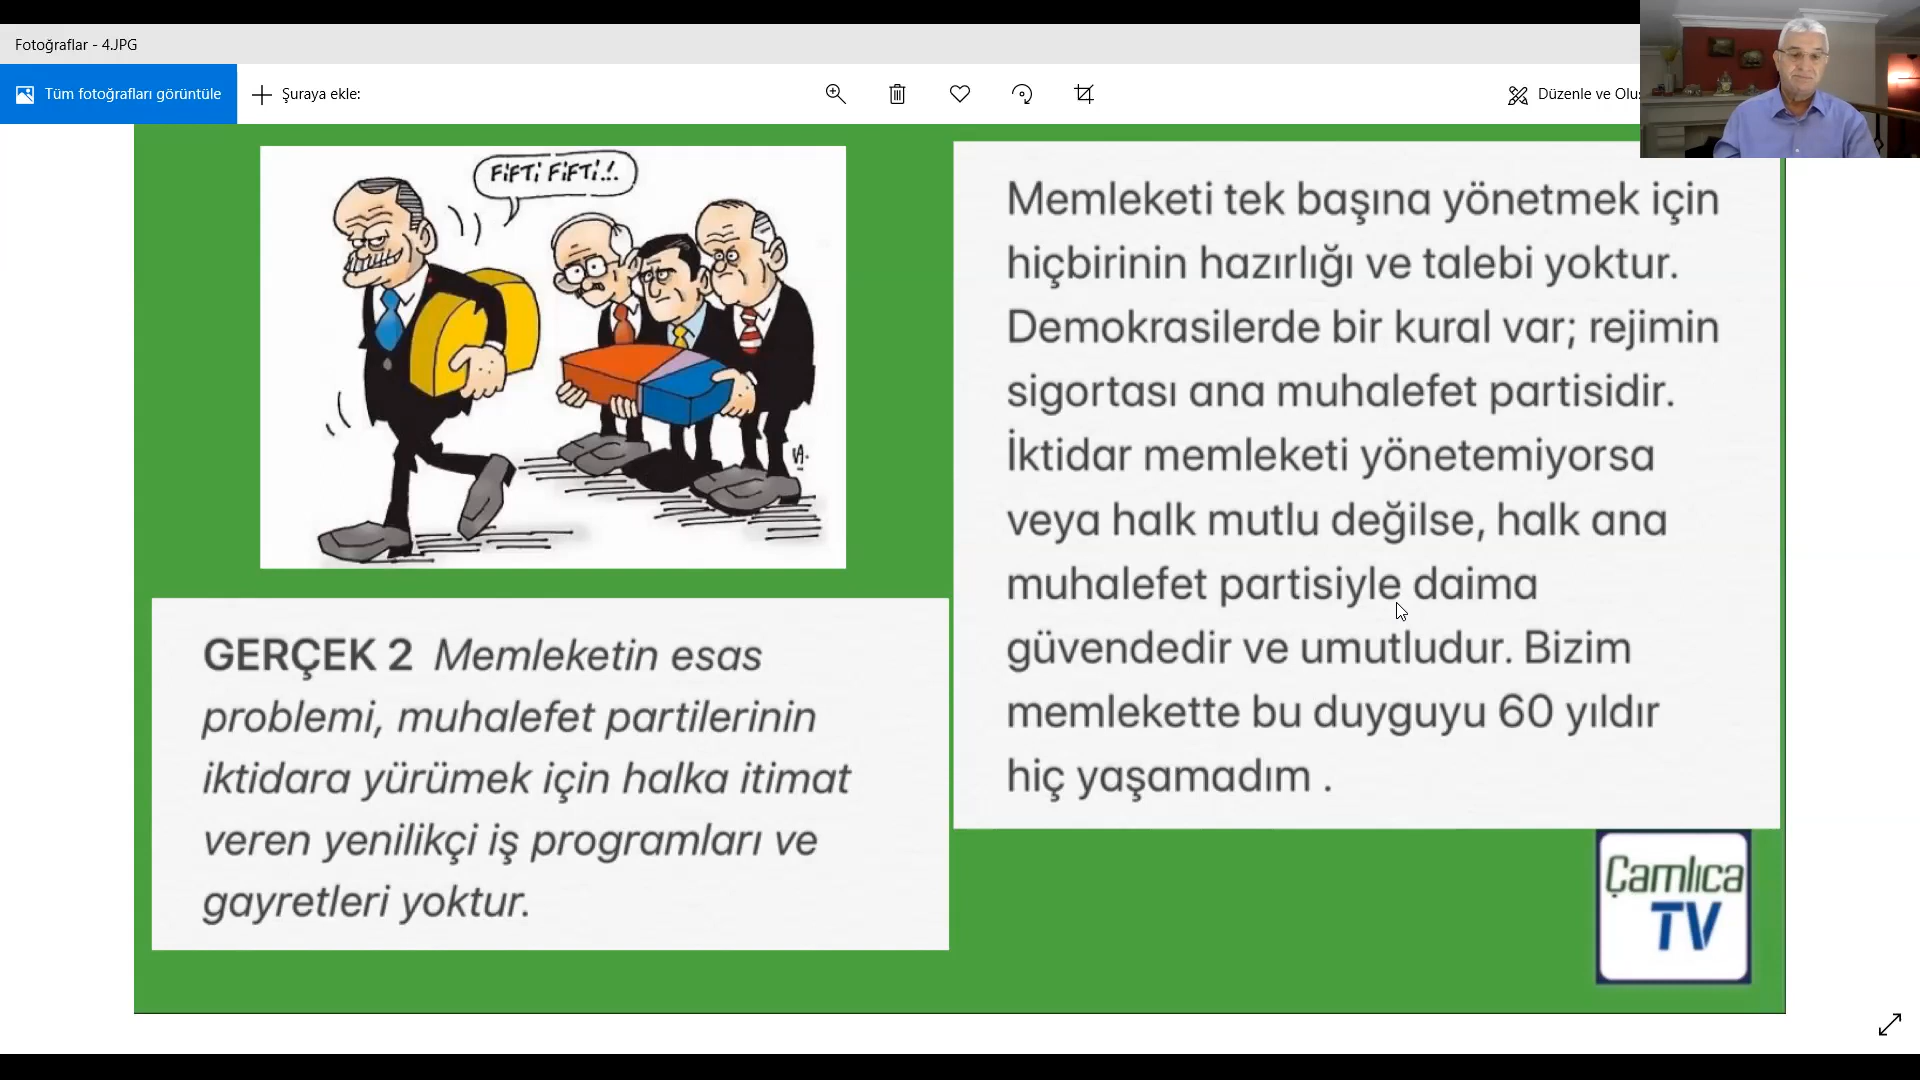 Fotoğraflar - 4.JPG
Tüm fotoğrafları görüntüle
Şuraya ekle:
Düzenle ve Oluş
FİFTİ FİFTİ!..
GERÇEK 2 Memleketin esas
problemi, muhalefet partilerinin
iktidara yürümek için halka itimat
veren yenilikçi iş programları ve
gayretleri yoktur.
Memleketi tek başına yönetmek için
hiçbirinin hazırlığı ve talebi yoktur.
Demokrasilerde bir kural var; rejimin
sigortası ana muhalefet partisidir.
İktidar memleketi yönetemiyorsa
veya halk mutlu değilse, halk ana
muhalefet partisiyle daima
güvendedir ve umutludur. Bizim
memlekette bu duyguyu 60 yıldır
hiç yaşamadım .
Çamlıca
TV